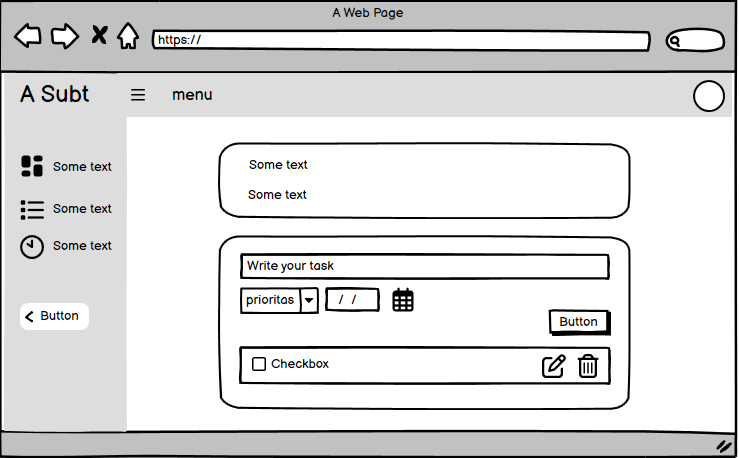 A Web Page
https://
A Subt
menu
Some text
Some text
Some text
Button
Some text
Some text
Write your task
prioritas
/ /
Button
Checkbox